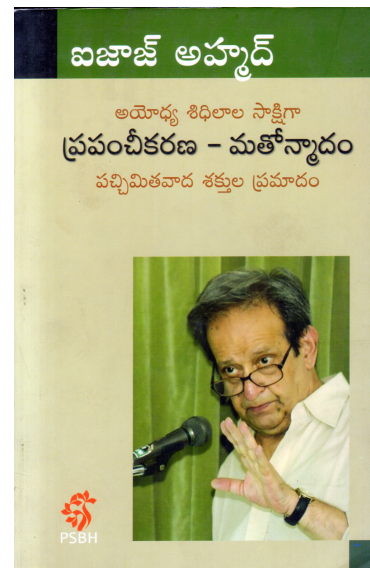 ఐజాజ్ అహ్మద్
అయోధ్య శిధిలాల సాక్షిగా
ప్రపంచీకరణ – మతోన్మాదం
పచ్చిమితవాద శక్తుల ప్రమాదం
PSBH